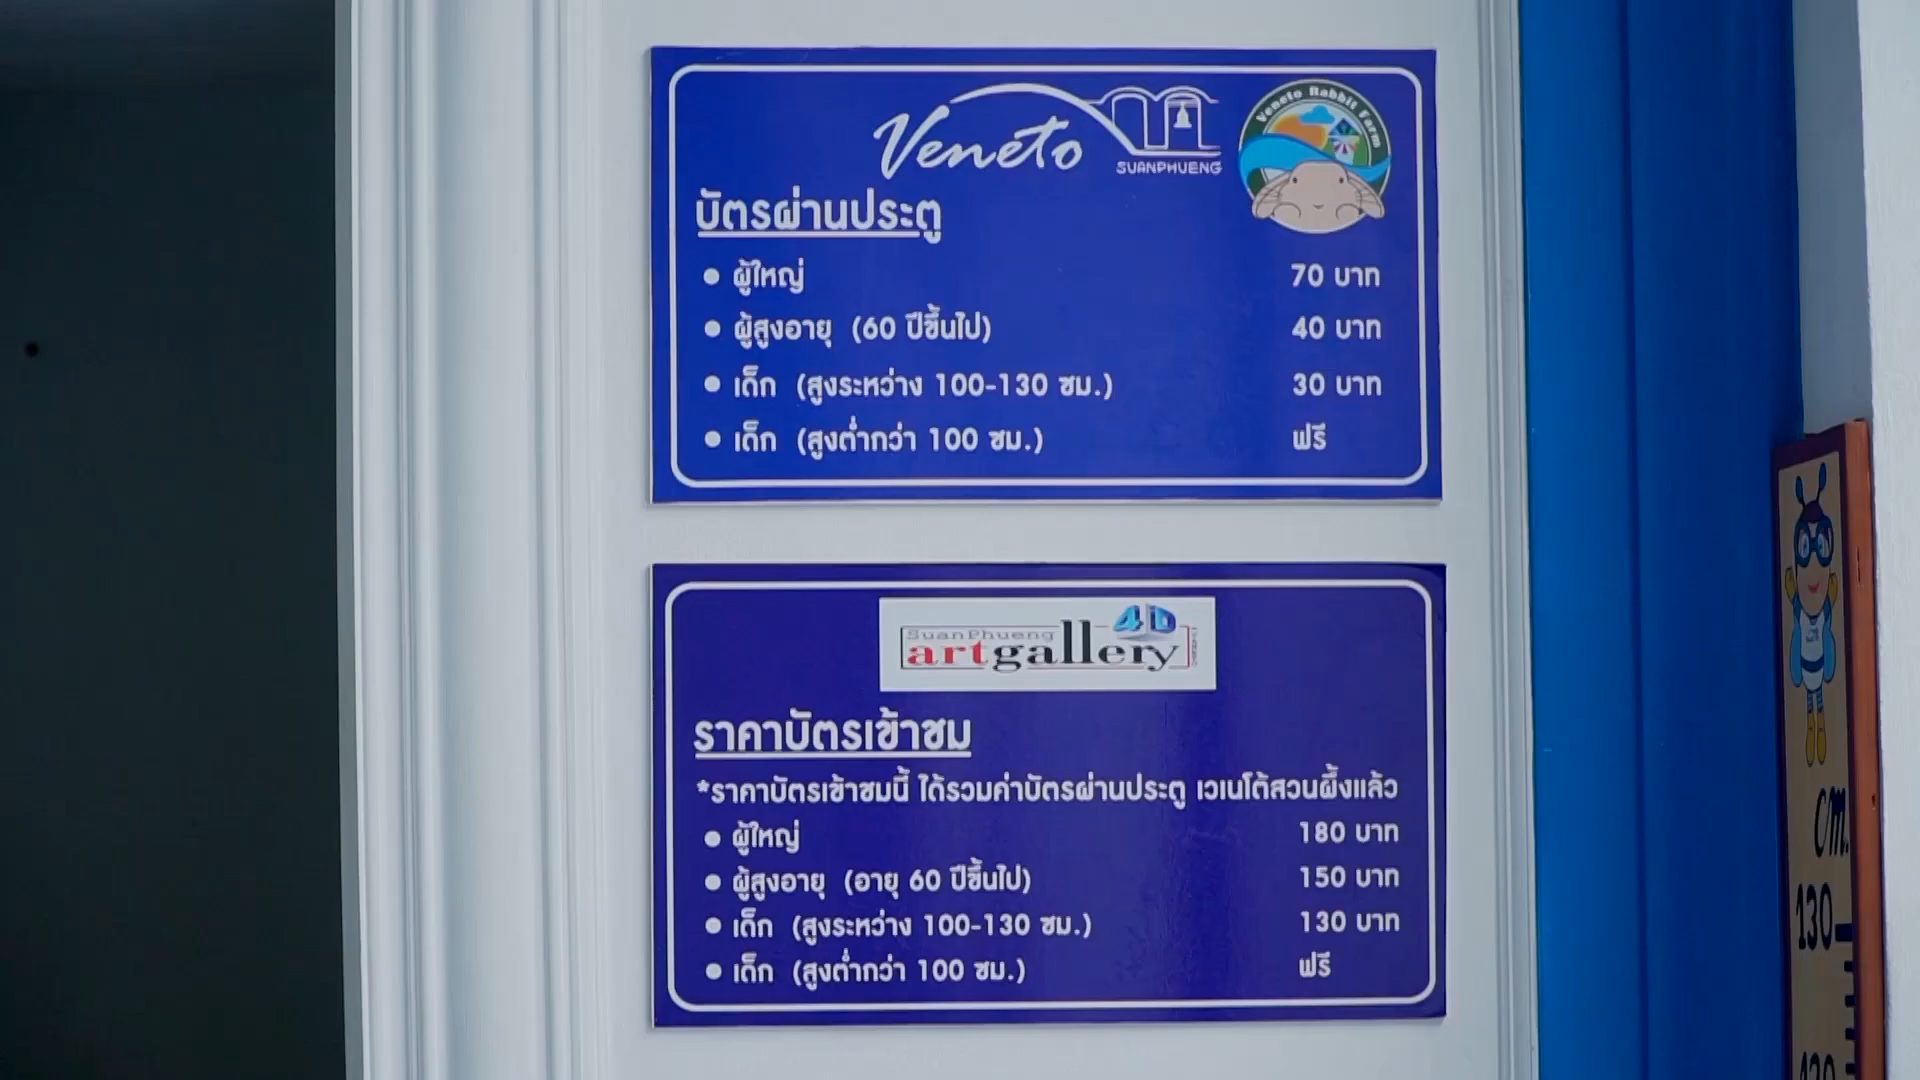 Veneto
SUANPHUENG
Veneto Rabbit Farm
บัตรผ่านประตู
• ผู้ใหญ่ 70 บาท
• ผู้สูงอายุ (60 ปีขึ้นไป) 40 บาท
• เด็ก (สูงระหว่าง 100-130 ซม.) 30 บาท
• เด็ก (สูงต่ำกว่า 100 ซม.) ฟรี
4D
SuanPhueng
artgallery
ราคาบัตรเข้าชม
*ราคาบัตรเข้าชมนี้ ได้รวมค่าบัตรผ่านประตู เวเนโต้สวนผึ้งแล้ว
• ผู้ใหญ่ 180 บาท
• ผู้สูงอายุ (อายุ 60 ปีขึ้นไป) 150 บาท
• เด็ก (สูงระหว่าง 100-130 ซม.) 130 บาท
• เด็ก (สูงต่ำกว่า 100 ซม.) ฟรี
cm.
130
120